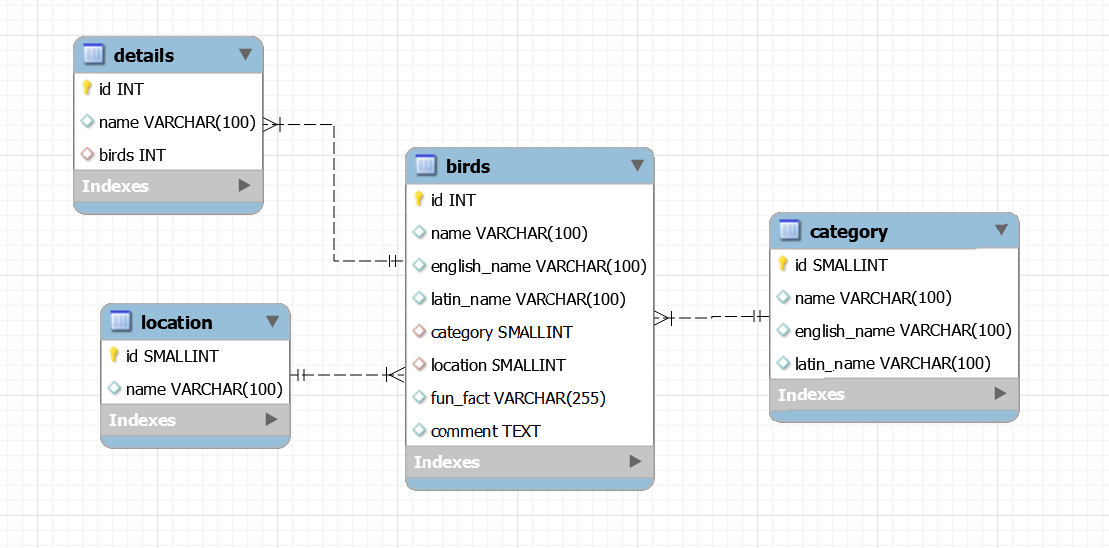 details
id INT
name VARCHAR(100)
birds INT
Indexes
location
id SMALLINT
name VARCHAR(100)
Indexes
birds
id INT
name VARCHAR(100)
english_name VARCHAR(100)
latin_name VARCHAR(100)
category SMALLINT
location SMALLINT
fun_fact VARCHAR(255)
comment TEXT
Indexes
category
id SMALLINT
name VARCHAR(100)
english_name VARCHAR(100)
latin_name VARCHAR(100)
Indexes